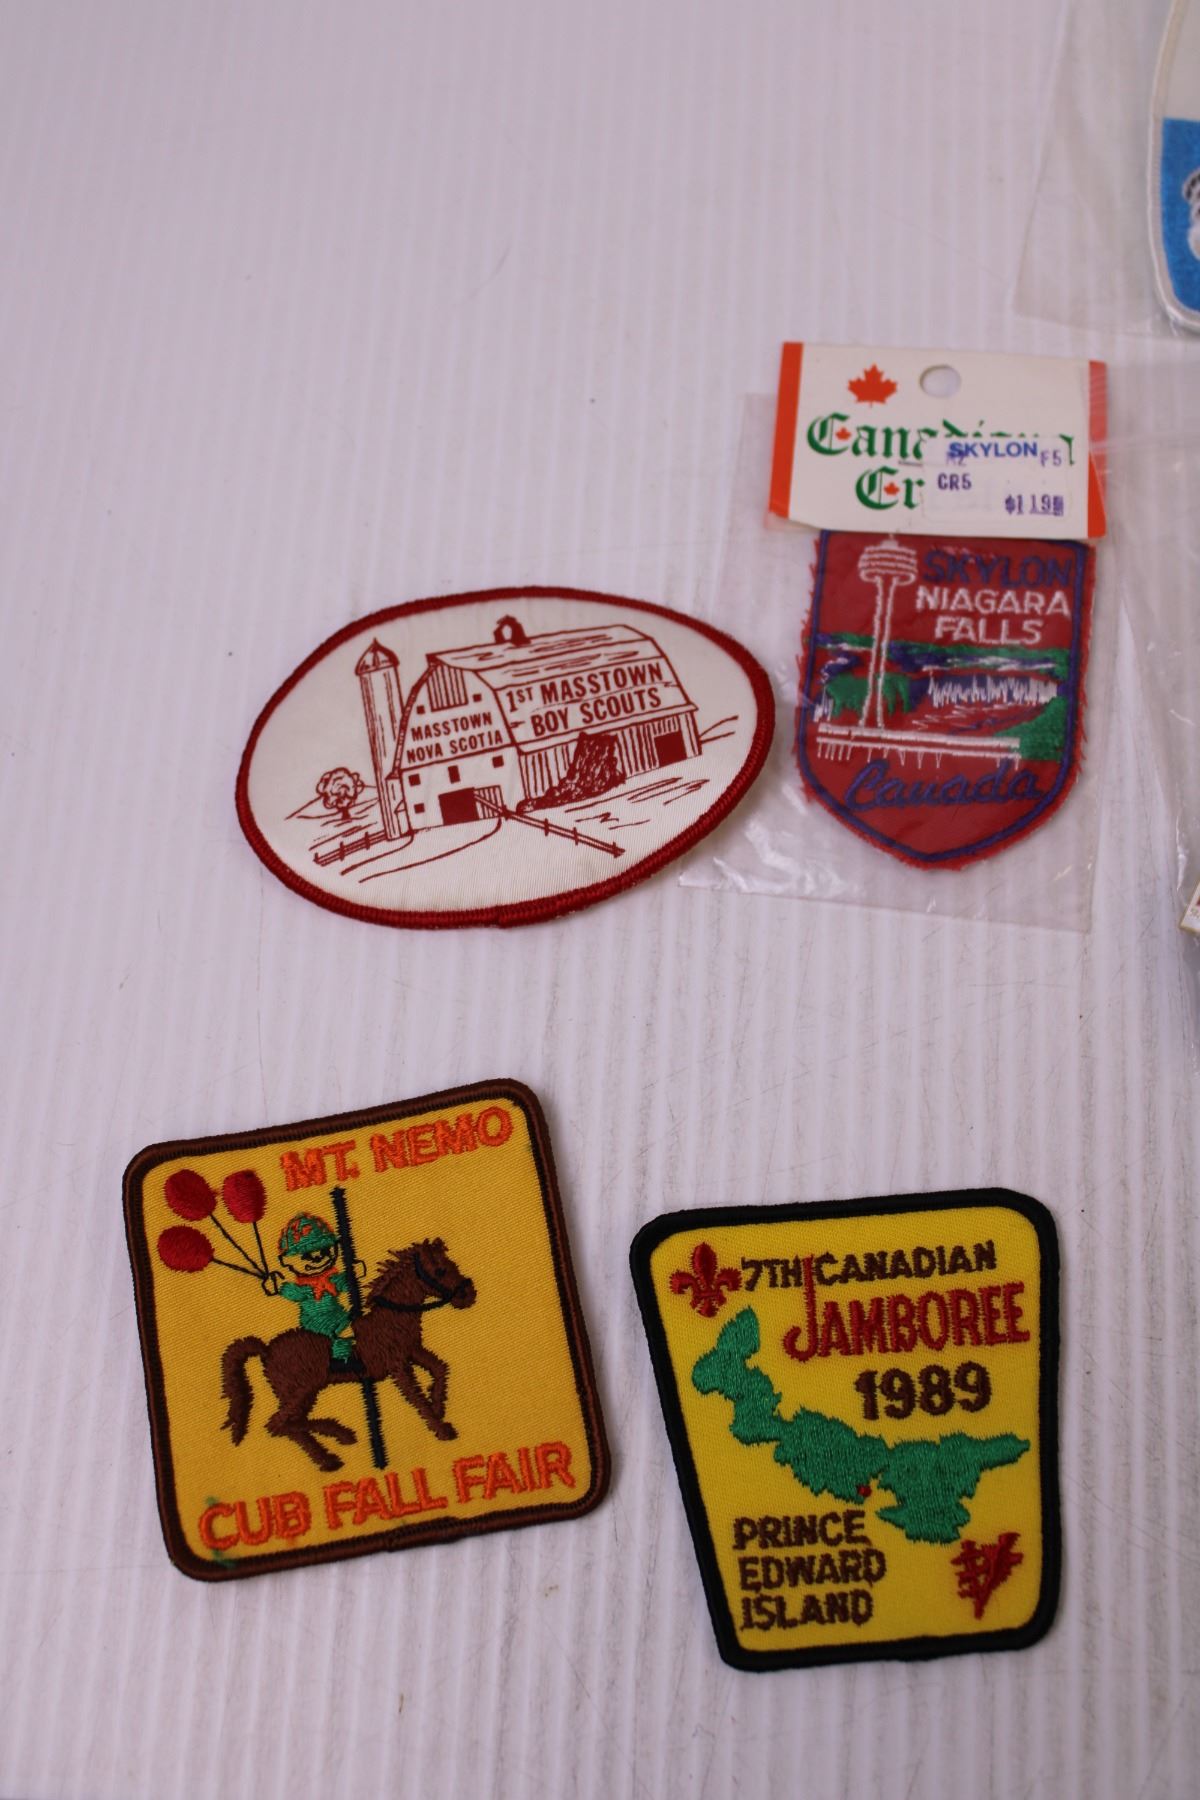 SKYLON
F5
GR5
$1.19
SKYLON
NIAGARA
FALLS
Canada
1ST MASSTOWN
BOY SCOUTS
MASSTOWN
NOVA SCOTIA
MT. NEMO
CUB FALL FAIR
7TH CANADIAN
JAMBOREE
1989
PRINCE
EDWARD
ISLAND